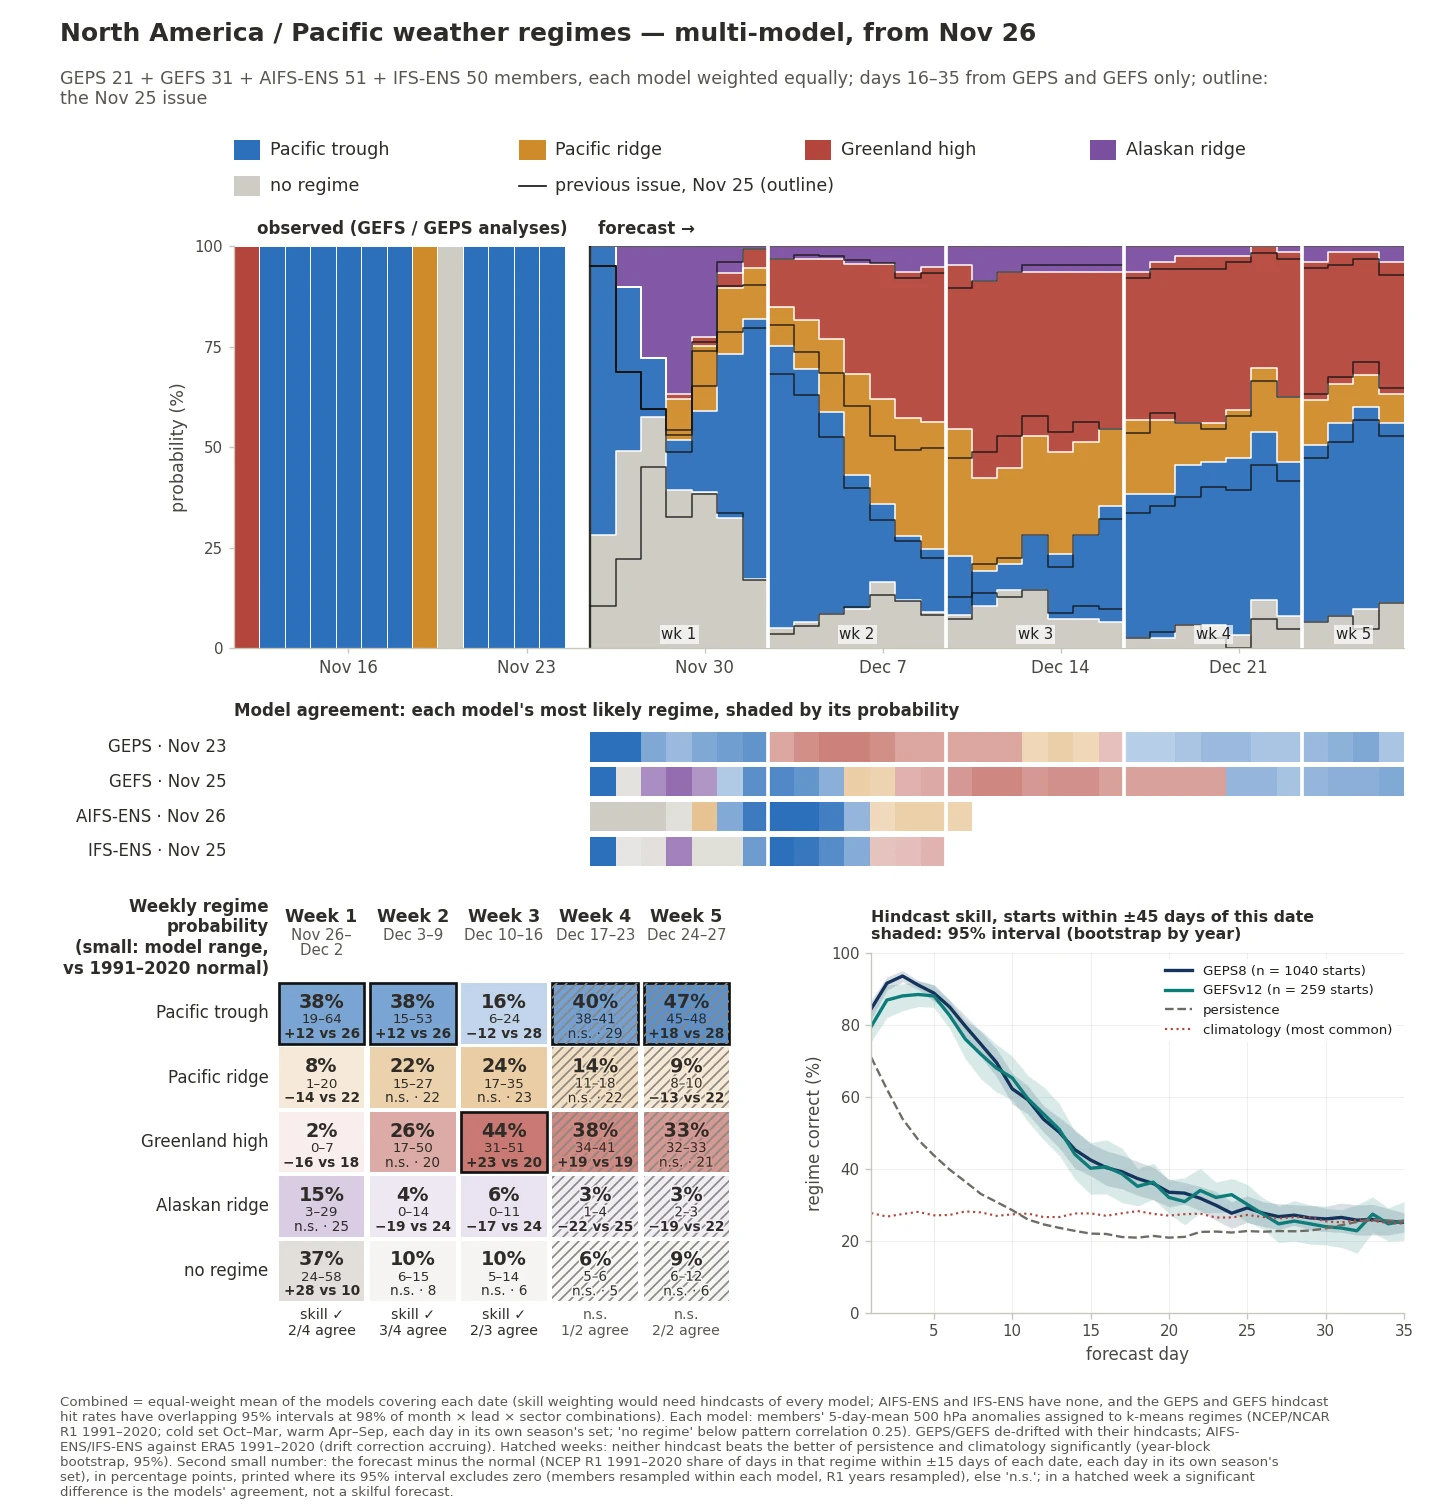 North America / Pacific weather regimes — multi-model, from Nov 26
GEPS 21 + GEFS 31 + AIFS-ENS 51 + IFS-ENS 50 members, each model weighted equally; days 16–35 from GEPS and GEFS only; outline:
the Nov 25 issue
Pacific trough
Pacific ridge
Greenland high
Alaskan ridge
no regime
previous issue, Nov 25 (outline)
observed (GEFS / GEPS analyses)
forecast →
100
75
50
25
0
probability (%)
wk 1
wk 2
wk 3
wk 4
wk 5
Nov 16
Nov 23
Nov 30
Dec 7
Dec 14
Dec 21
Model agreement: each model's most likely regime, shaded by its probability
GEPS · Nov 23
GEFS · Nov 25
AIFS-ENS · Nov 26
IFS-ENS · Nov 25
Weekly regime
probability
(small: model range,
vs 1991–2020 normal)
Week 1
Nov 26–
Dec 2
Week 2
Dec 3–9
Week 3
Dec 10–16
Week 4
Dec 17–23
Week 5
Dec 24–27
Pacific trough
38%
19–64
+12 vs 26
38%
15–53
+12 vs 26
16%
6–24
−12 vs 28
40%
38–41
n.s. · 29
47%
45–48
+18 vs 28
Pacific ridge
8%
1–20
−14 vs 22
22%
15–27
n.s. · 22
24%
17–35
n.s. · 23
14%
11–18
n.s. · 22
9%
8–10
−13 vs 22
Greenland high
2%
0–7
−16 vs 18
26%
17–50
n.s. · 20
44%
31–51
+23 vs 20
38%
34–41
+19 vs 19
33%
32–33
n.s. · 21
Alaskan ridge
15%
3–29
n.s. · 25
4%
0–14
−19 vs 24
6%
0–11
−17 vs 24
3%
1–4
−22 vs 25
3%
2–3
−19 vs 22
no regime
37%
24–58
+28 vs 10
10%
6–15
n.s. · 8
10%
5–14
n.s. · 6
6%
5–6
n.s. · 5
9%
6–12
n.s. · 6
skill ✓
2/4 agree
skill ✓
3/4 agree
skill ✓
2/3 agree
n.s.
1/2 agree
n.s.
2/2 agree
Hindcast skill, starts within ±45 days of this date
shaded: 95% interval (bootstrap by year)
GEPS8 (n = 1040 starts)
GEFSv12 (n = 259 starts)
persistence
climatology (most common)
100
80
60
40
20
0
regime correct (%)
5
10
15
20
25
30
35
forecast day
Combined = equal-weight mean of the models covering each date (skill weighting would need hindcasts of every model; AIFS-ENS and IFS-ENS have none, and the GEPS and GEFS hindcast
hit rates have overlapping 95% intervals at 98% of month × lead × sector combinations). Each model: members' 5-day-mean 500 hPa anomalies assigned to k-means regimes (NCEP/NCAR
R1 1991–2020; cold set Oct–Mar, warm Apr–Sep, each day in its own season's set; 'no regime' below pattern correlation 0.25). GEPS/GEFS de-drifted with their hindcasts; AIFS-
ENS/IFS-ENS against ERA5 1991–2020 (drift correction accruing). Hatched weeks: neither hindcast beats the better of persistence and climatology significantly (year-block
bootstrap, 95%). Second small number: the forecast minus the normal (NCEP R1 1991–2020 share of days in that regime within ±15 days of each date, each day in its own season's
set), in percentage points, printed where its 95% interval excludes zero (members resampled within each model, R1 years resampled), else 'n.s.'; in a hatched week a significant
difference is the models' agreement, not a skilful forecast.